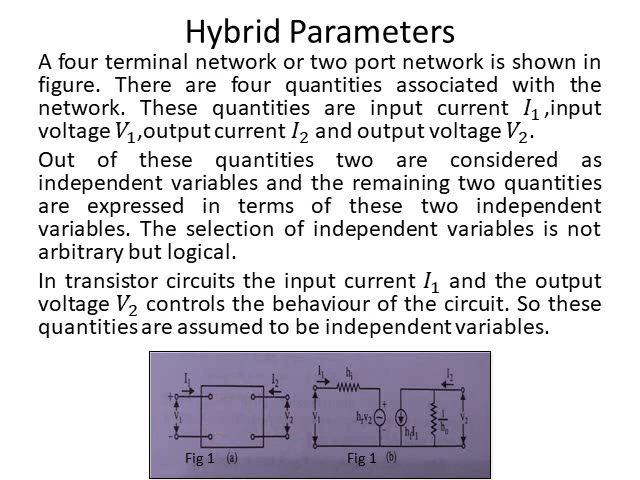 Hybrid Parameters
A four terminal network or two port network is shown in
figure. There are four quantities associated with the
network. These quantities are input current I₁ ,input
voltage V₁,output current I₂ and output voltage V₂.
Out of these quantities two are considered as
independent variables and the remaining two quantities
are expressed in terms of these two independent
variables. The selection of independent variables is not
arbitrary but logical.
In transistor circuits the input current I₁ and the output
voltage V₂ controls the behaviour of the circuit. So these
quantities are assumed to be independent variables.
I₁ I₂ I₁ hᵢ I₂
+ V₁ - V₂ V₁ hᵣv₂ + - h_fI₁ 1/h₀ V₂
Fig 1 (a) Fig 1 (b)